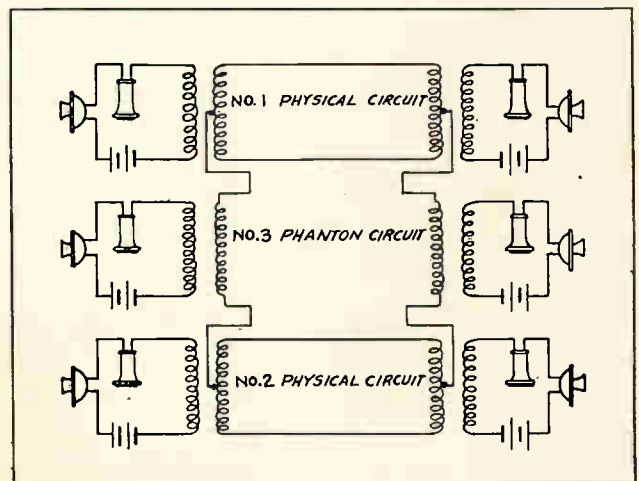 NO.1 PHYSICAL CIRCUIT
NO.3 PHANTON CIRCUIT
NO.2 PHYSICAL CIRCUIT